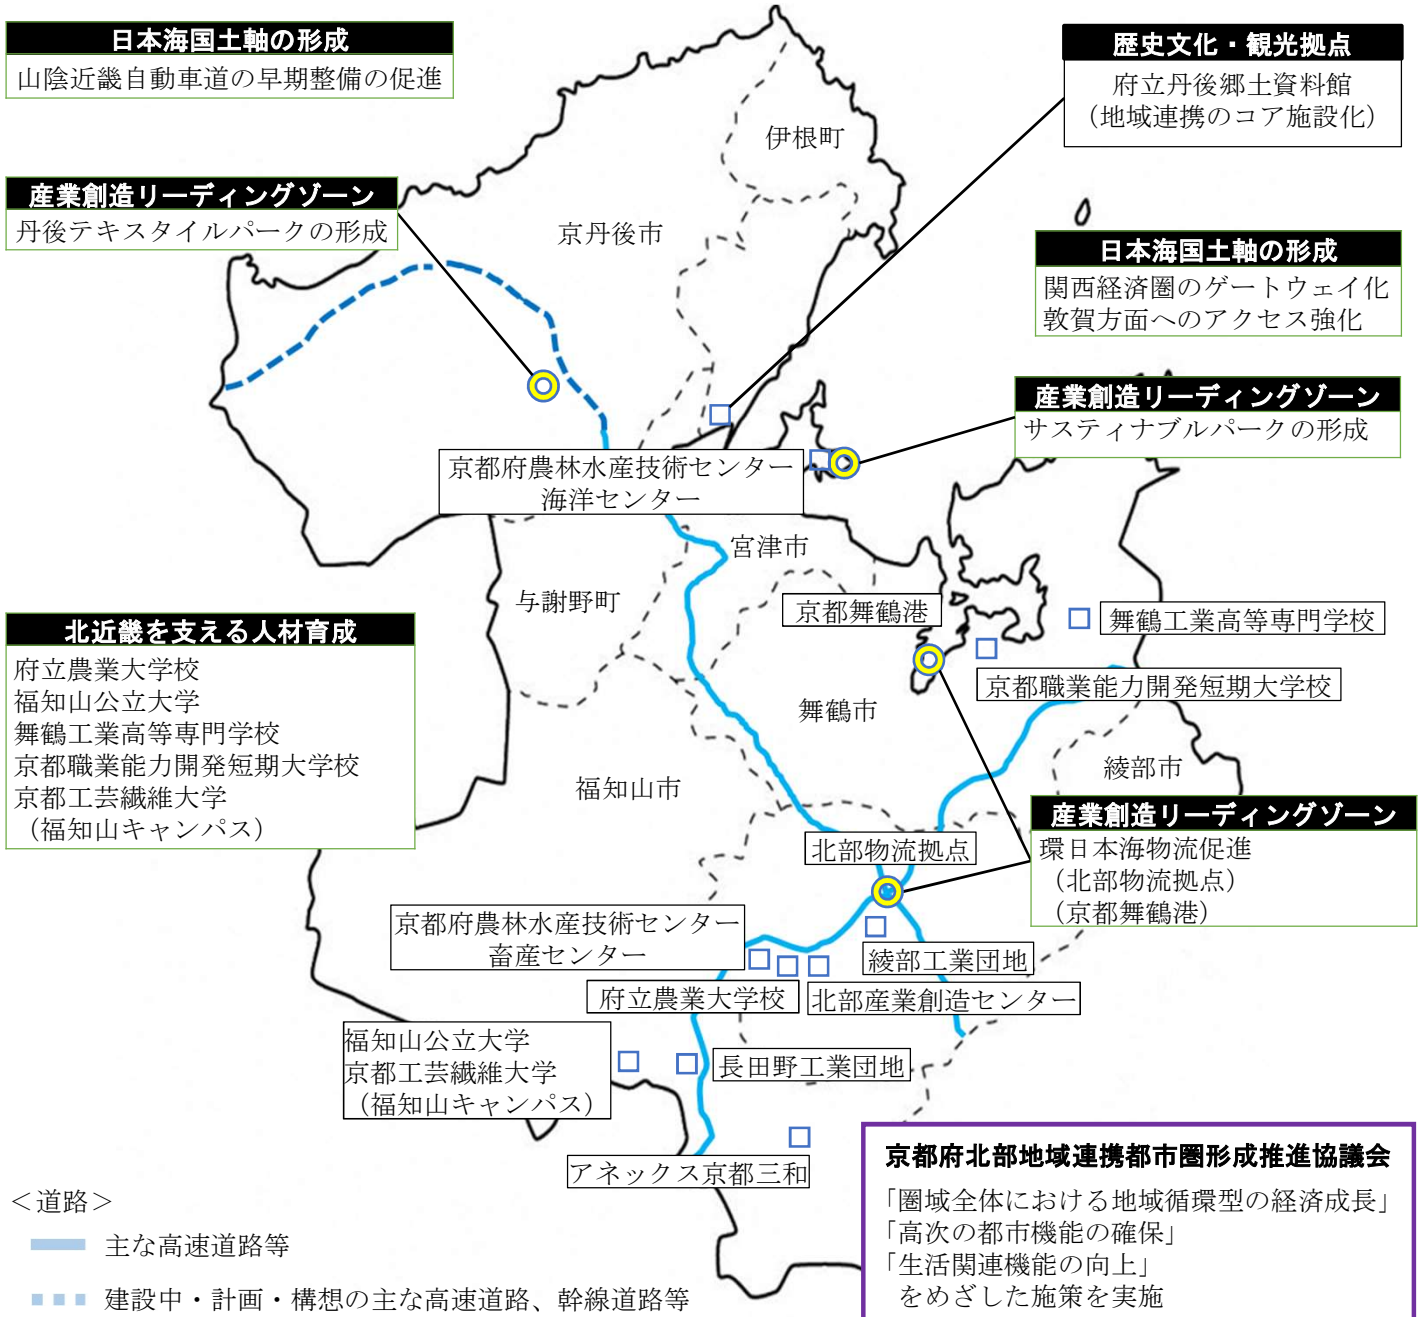 日本海国土軸の形成
山陰近畿自動車道の早期整備の促進
歴史文化・観光拠点
府立丹後郷土資料館
（地域連携のコア施設化）
伊根町
産業創造リーディングゾーン
丹後テキスタイルパークの形成
京丹後市
日本海国土軸の形成
関西経済圏のゲートウェイ化
敦賀方面へのアクセス強化
産業創造リーディングゾーン
サスティナブルパークの形成
京都府農林水産技術センター
海洋センター
宮津市
与謝野町
京都舞鶴港
舞鶴工業高等専門学校
京都職業能力開発短期大学校
北近畿を支える人材育成
府立農業大学校
福知山公立大学
舞鶴工業高等専門学校
京都職業能力開発短期大学校
京都工芸繊維大学
（福知山キャンパス）
舞鶴市
綾部市
福知山市
産業創造リーディングゾーン
環日本海物流促進
（北部物流拠点）
（京都舞鶴港）
北部物流拠点
京都府農林水産技術センター
畜産センター
綾部工業団地
府立農業大学校
北部産業創造センター
福知山公立大学
京都工芸繊維大学
（福知山キャンパス）
長田野工業団地
アネックス京都三和
京都府北部地域連携都市圏形成推進協議会
「圏域全体における地域循環型の経済成長」
「高次の都市機能の確保」
「生活関連機能の向上」
をめざした施策を実施
＜道路＞
主な高速道路等
建設中・計画・構想の主な高速道路、幹線道路等